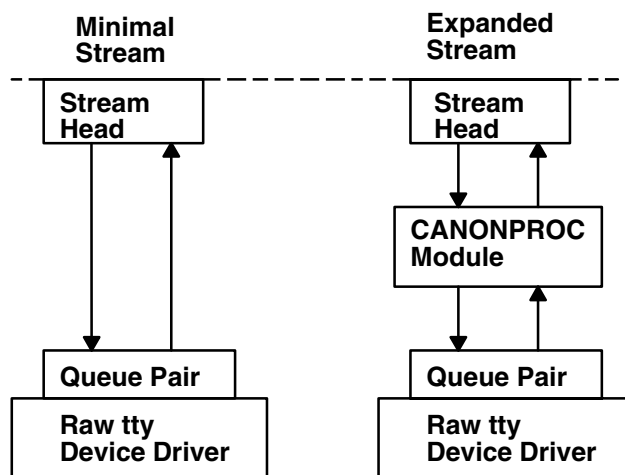 Minimal
Stream
Stream
Head
Queue Pair
Raw tty
Device Driver
Expanded
Stream
Stream
Head
CANONPROC
Module
Queue Pair
Raw tty
Device Driver